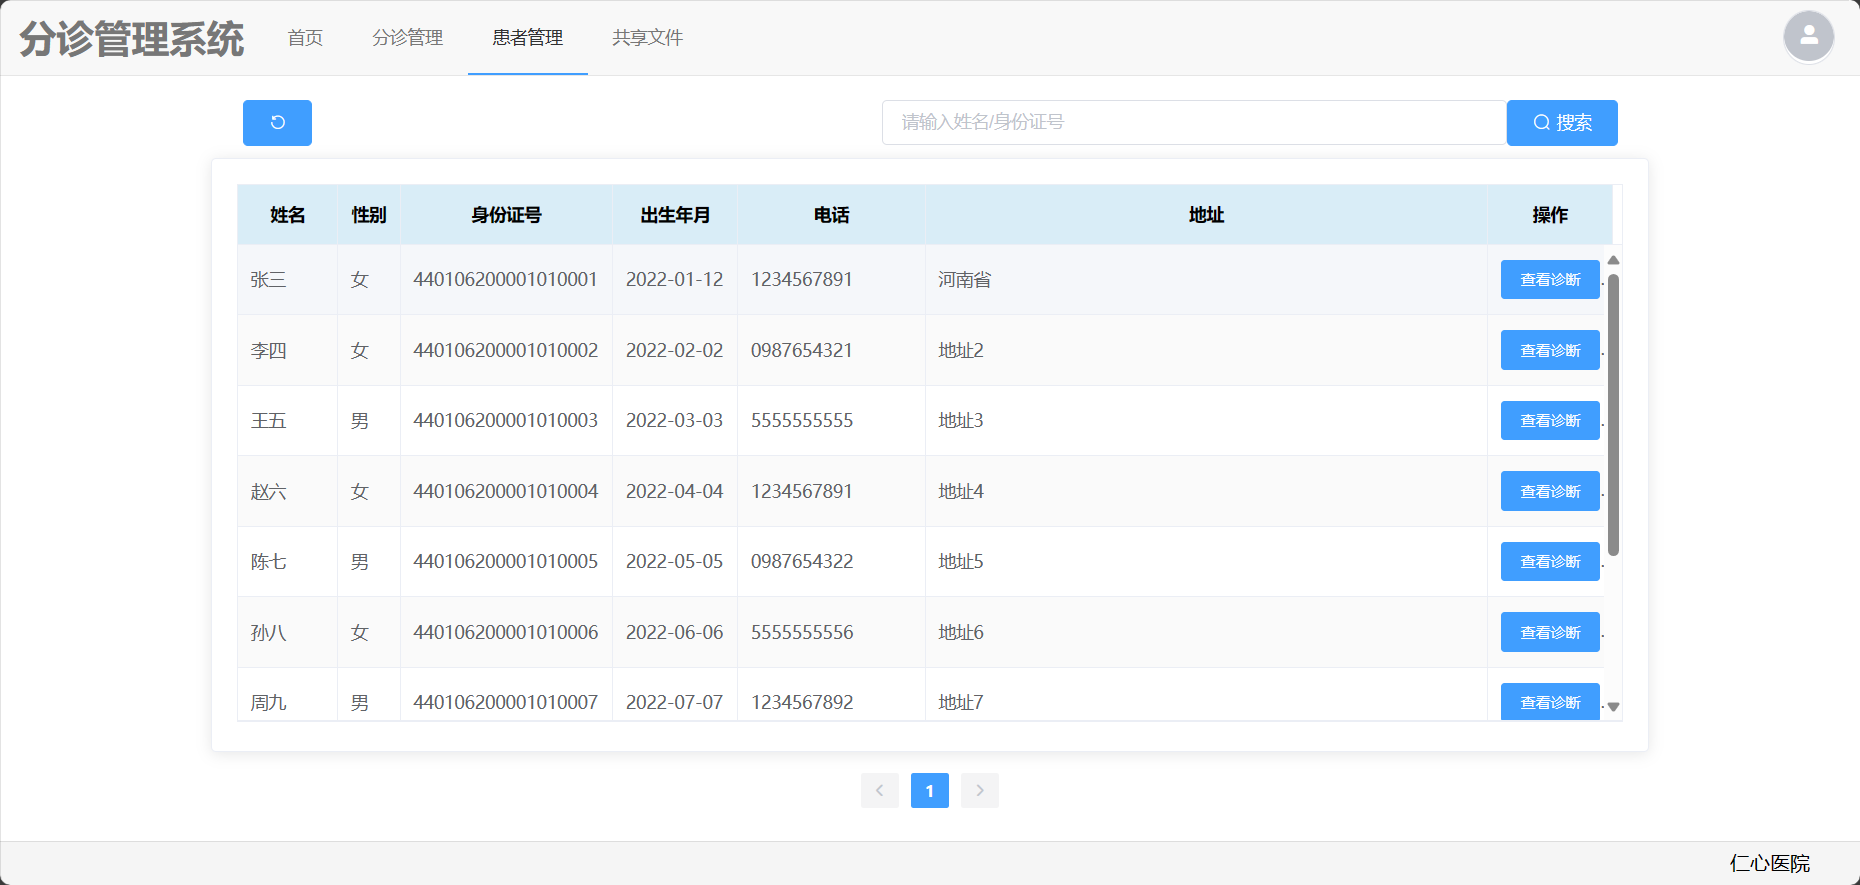 分诊管理系统 首页 分诊管理 患者管理 共享文件
请输入姓名/身份证号 搜索
姓名 性别 身份证号 出生年月 电话 地址 操作
张三 女 440106200001010001 2022-01-12 1234567891 河南省 查看诊断 .
李四 女 440106200001010002 2022-02-02 0987654321 地址2 查看诊断 .
王五 男 440106200001010003 2022-03-03 5555555555 地址3 查看诊断 .
赵六 女 440106200001010004 2022-04-04 1234567891 地址4 查看诊断 .
陈七 男 440106200001010005 2022-05-05 0987654322 地址5 查看诊断 .
孙八 女 440106200001010006 2022-06-06 5555555556 地址6 查看诊断 .
周九 男 440106200001010007 2022-07-07 1234567892 地址7 查看诊断 .
1
仁心医院